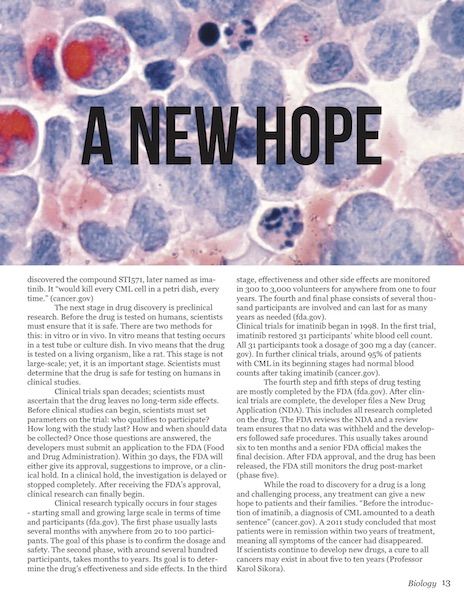 A NEW HOPE
discovered the compound STI571, later named as ima-
tinib. It “would kill every CML cell in a petri dish, every
time.” (cancer.gov)
The next stage in drug discovery is preclinical
research. Before the drug is tested on humans, scientists
must ensure that it is safe. There are two methods for
this: in vitro or in vivo. In vitro means that testing occurs
in a test tube or culture dish. In vivo means that the drug
is tested on a living organism, like a rat. This stage is not
large-scale; yet, it is an important stage. Scientists must
determine that the drug is safe for testing on humans in
clinical studies.
Clinical trials span decades; scientists must
ascertain that the drug leaves no long-term side effects.
Before clinical studies can begin, scientists must set
parameters on the trial: who qualifies to participate?
How long with the study last? How and when should data
be collected? Once those questions are answered, the
developers must submit an application to the FDA (Food
and Drug Administration). Within 30 days, the FDA will
either give its approval, suggestions to improve, or a clin-
ical hold. In a clinical hold, the investigation is delayed or
stopped completely. After receiving the FDA’s approval,
clinical research can finally begin.
Clinical research typically occurs in four stages
- starting small and growing large scale in terms of time
and participants (fda.gov). The first phase usually lasts
several months with anywhere from 20 to 100 partici-
pants. The goal of this phase is to confirm the dosage and
safety. The second phase, with around several hundred
participants, takes months to years. Its goal is to deter-
mine the drug’s effectiveness and side effects. In the third
stage, effectiveness and other side effects are monitored
in 300 to 3,000 volunteers for anywhere from one to four
years. The fourth and final phase consists of several thou-
sand participants are involved and can last for as many
years as needed (fda.gov).
Clinical trials for imatinib began in 1998. In the first trial,
imatinib restored 31 participants’ white blood cell count.
All 31 participants took a dosage of 300 mg a day (cancer.
gov). In further clinical trials, around 95% of patients
with CML in its beginning stages had normal blood
counts after taking imatinib (cancer.gov).
The fourth step and fifth steps of drug testing
are mostly completed by the FDA (fda.gov). After clin-
ical trials are complete, the developer files a New Drug
Application (NDA). This includes all research completed
on the drug. The FDA reviews the NDA and a review
team ensures that no data was withheld and the develop-
ers followed safe procedures. This usually takes around
six to ten months and a senior FDA official makes the
final decision. After FDA approval, and the drug has been
released, the FDA still monitors the drug post-market
(phase five).
While the road to discovery for a drug is a long
and challenging process, any treatment can give a new
hope to patients and their families. “Before the introduc-
tion of imatinib, a diagnosis of CML amounted to a death
sentence” (cancer.gov). A 2011 study concluded that most
patients were in remission within two years of treatment,
meaning all symptoms of the cancer had disappeared.
If scientists continue to develop new drugs, a cure to all
cancers may exist in about five to ten years (Professor
Karol Sikora).
Biology 13